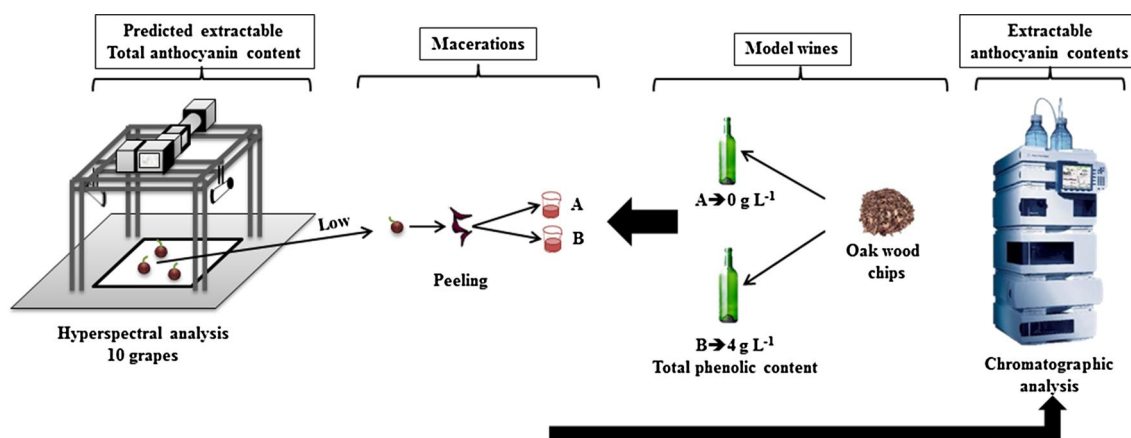 Predicted extractable
Total anthocyanin content
Macerations
Model wines
Extractable
anthocyanin contents
Low
A
B
Peeling
A➔0 g L⁻¹
Oak wood
chips
B➔4 g L⁻¹
Total phenolic content
Hyperspectral analysis
10 grapes
Chromatographic
analysis